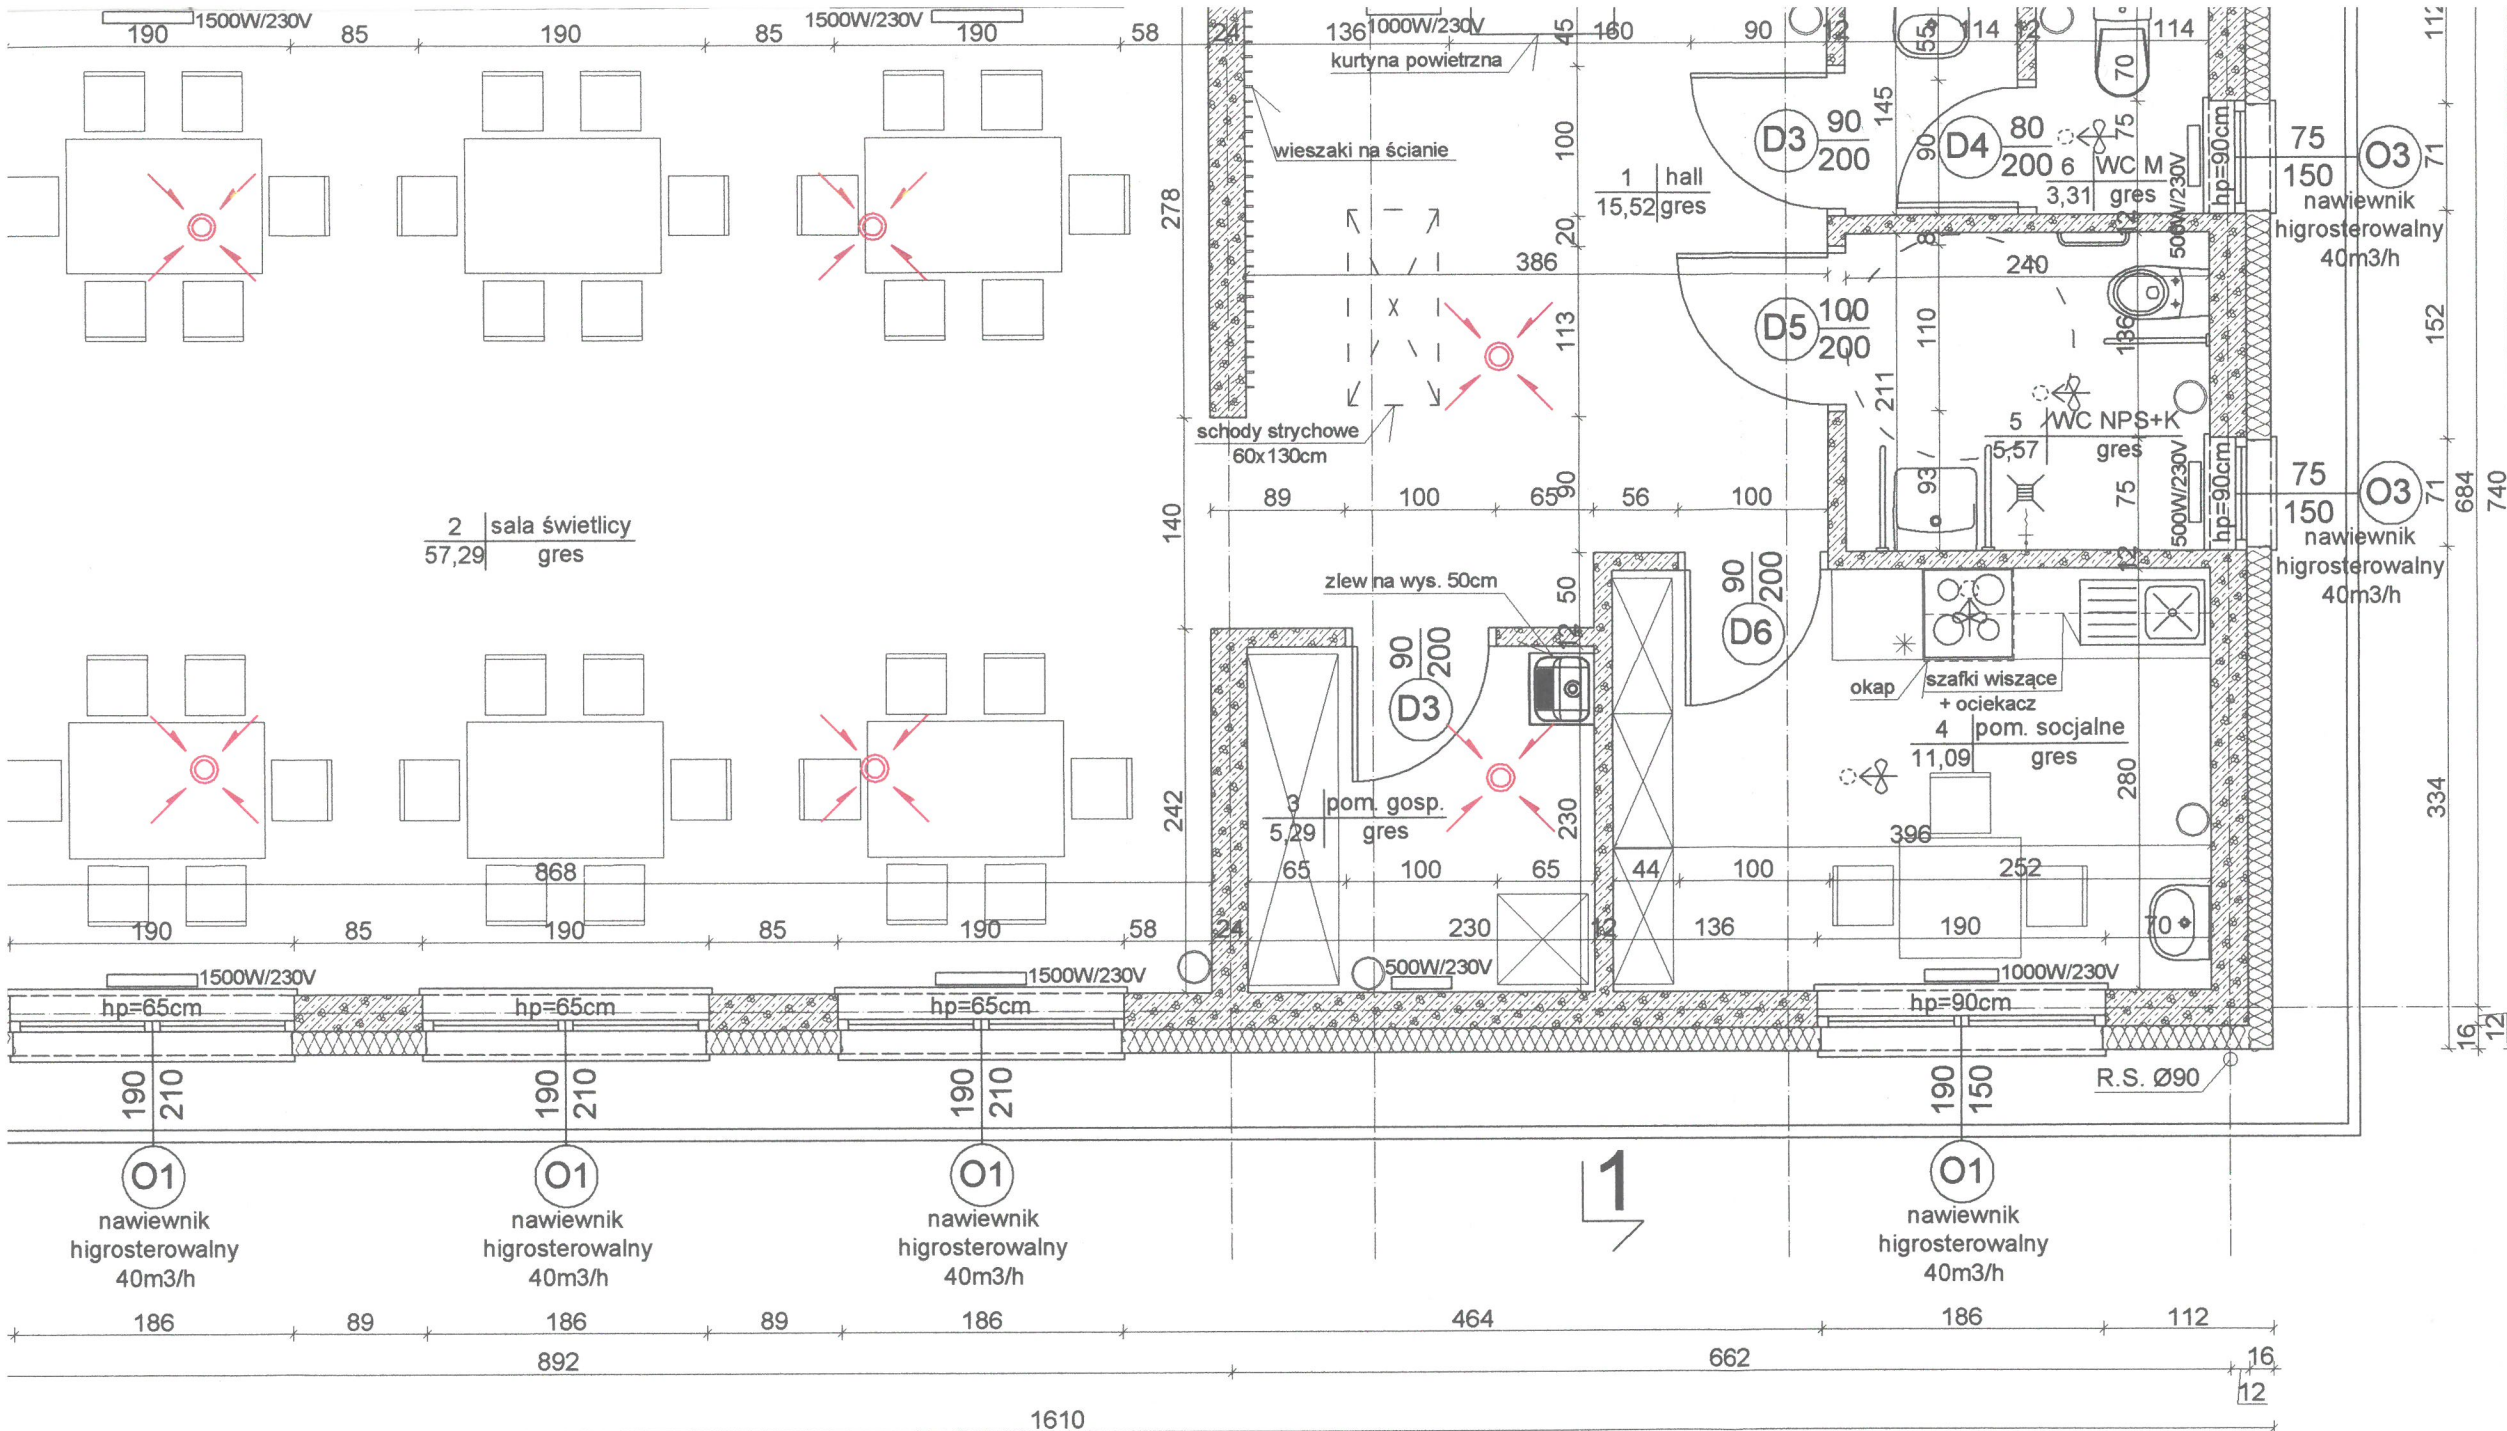 1500W/230V
1500W/230V
1000W/230V
190
85
190
85
190
58
24
136
45
160
90
12
55
114
12
114
112
kurtyna powietrzna
70
wieszaki na ścianie
100
145
D3
90
200
90
D4
80
200
75
6
WC M
3,31
gres
500W/230V
hp=90cm
75
150
O3
71
nawiewnik
higrosterowalny
40m3/h
1
hall
15,52
gres
278
20
386
8
12
240
113
D5
100
200
110
136
152
211
schody strychowe
60x130cm
5
WC NPS+K
5,57
gres
93
75
500W/230V
hp=90cm
75
150
O3
71
684
740
nawiewnik
higrosterowalny
40m3/h
89
100
65
90
56
100
2
sala świetlicy
57,29
gres
140
zlew na wys. 50cm
50
12
90
200
D6
12
90
200
D3
okap
szafki wiszące
+ ociekacz
4
pom. socjalne
11,09
gres
280
242
3
pom. gosp.
5,29
gres
230
396
334
868
65
100
65
44
100
252
190
85
190
85
190
58
24
230
12
136
190
70
1500W/230V
1500W/230V
500W/230V
1000W/230V
hp=65cm
hp=65cm
hp=65cm
hp=90cm
16
12
190
210
190
210
190
210
190
150
R.S. Ø90
O1
O1
O1
1
O1
nawiewnik
higrosterowalny
40m3/h
nawiewnik
higrosterowalny
40m3/h
nawiewnik
higrosterowalny
40m3/h
nawiewnik
higrosterowalny
40m3/h
186
89
186
89
186
464
186
112
892
662
16
12
1610